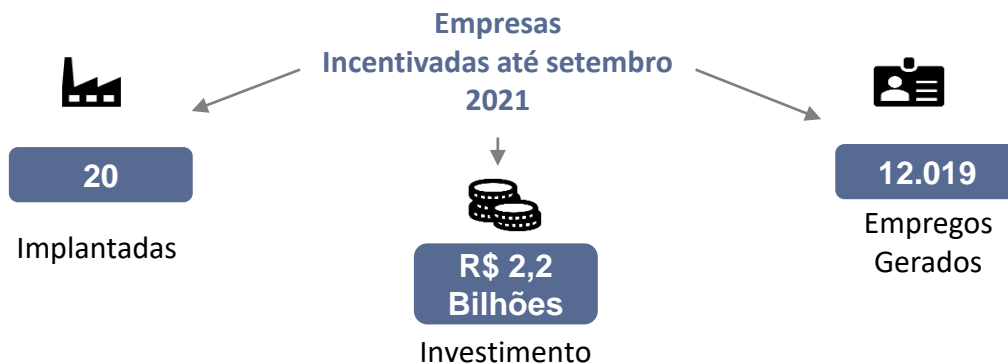 Empresas
Incentivadas até setembro
2021
20
Implantadas
R$ 2,2
Bilhões
Investimento
12.019
Empregos
Gerados